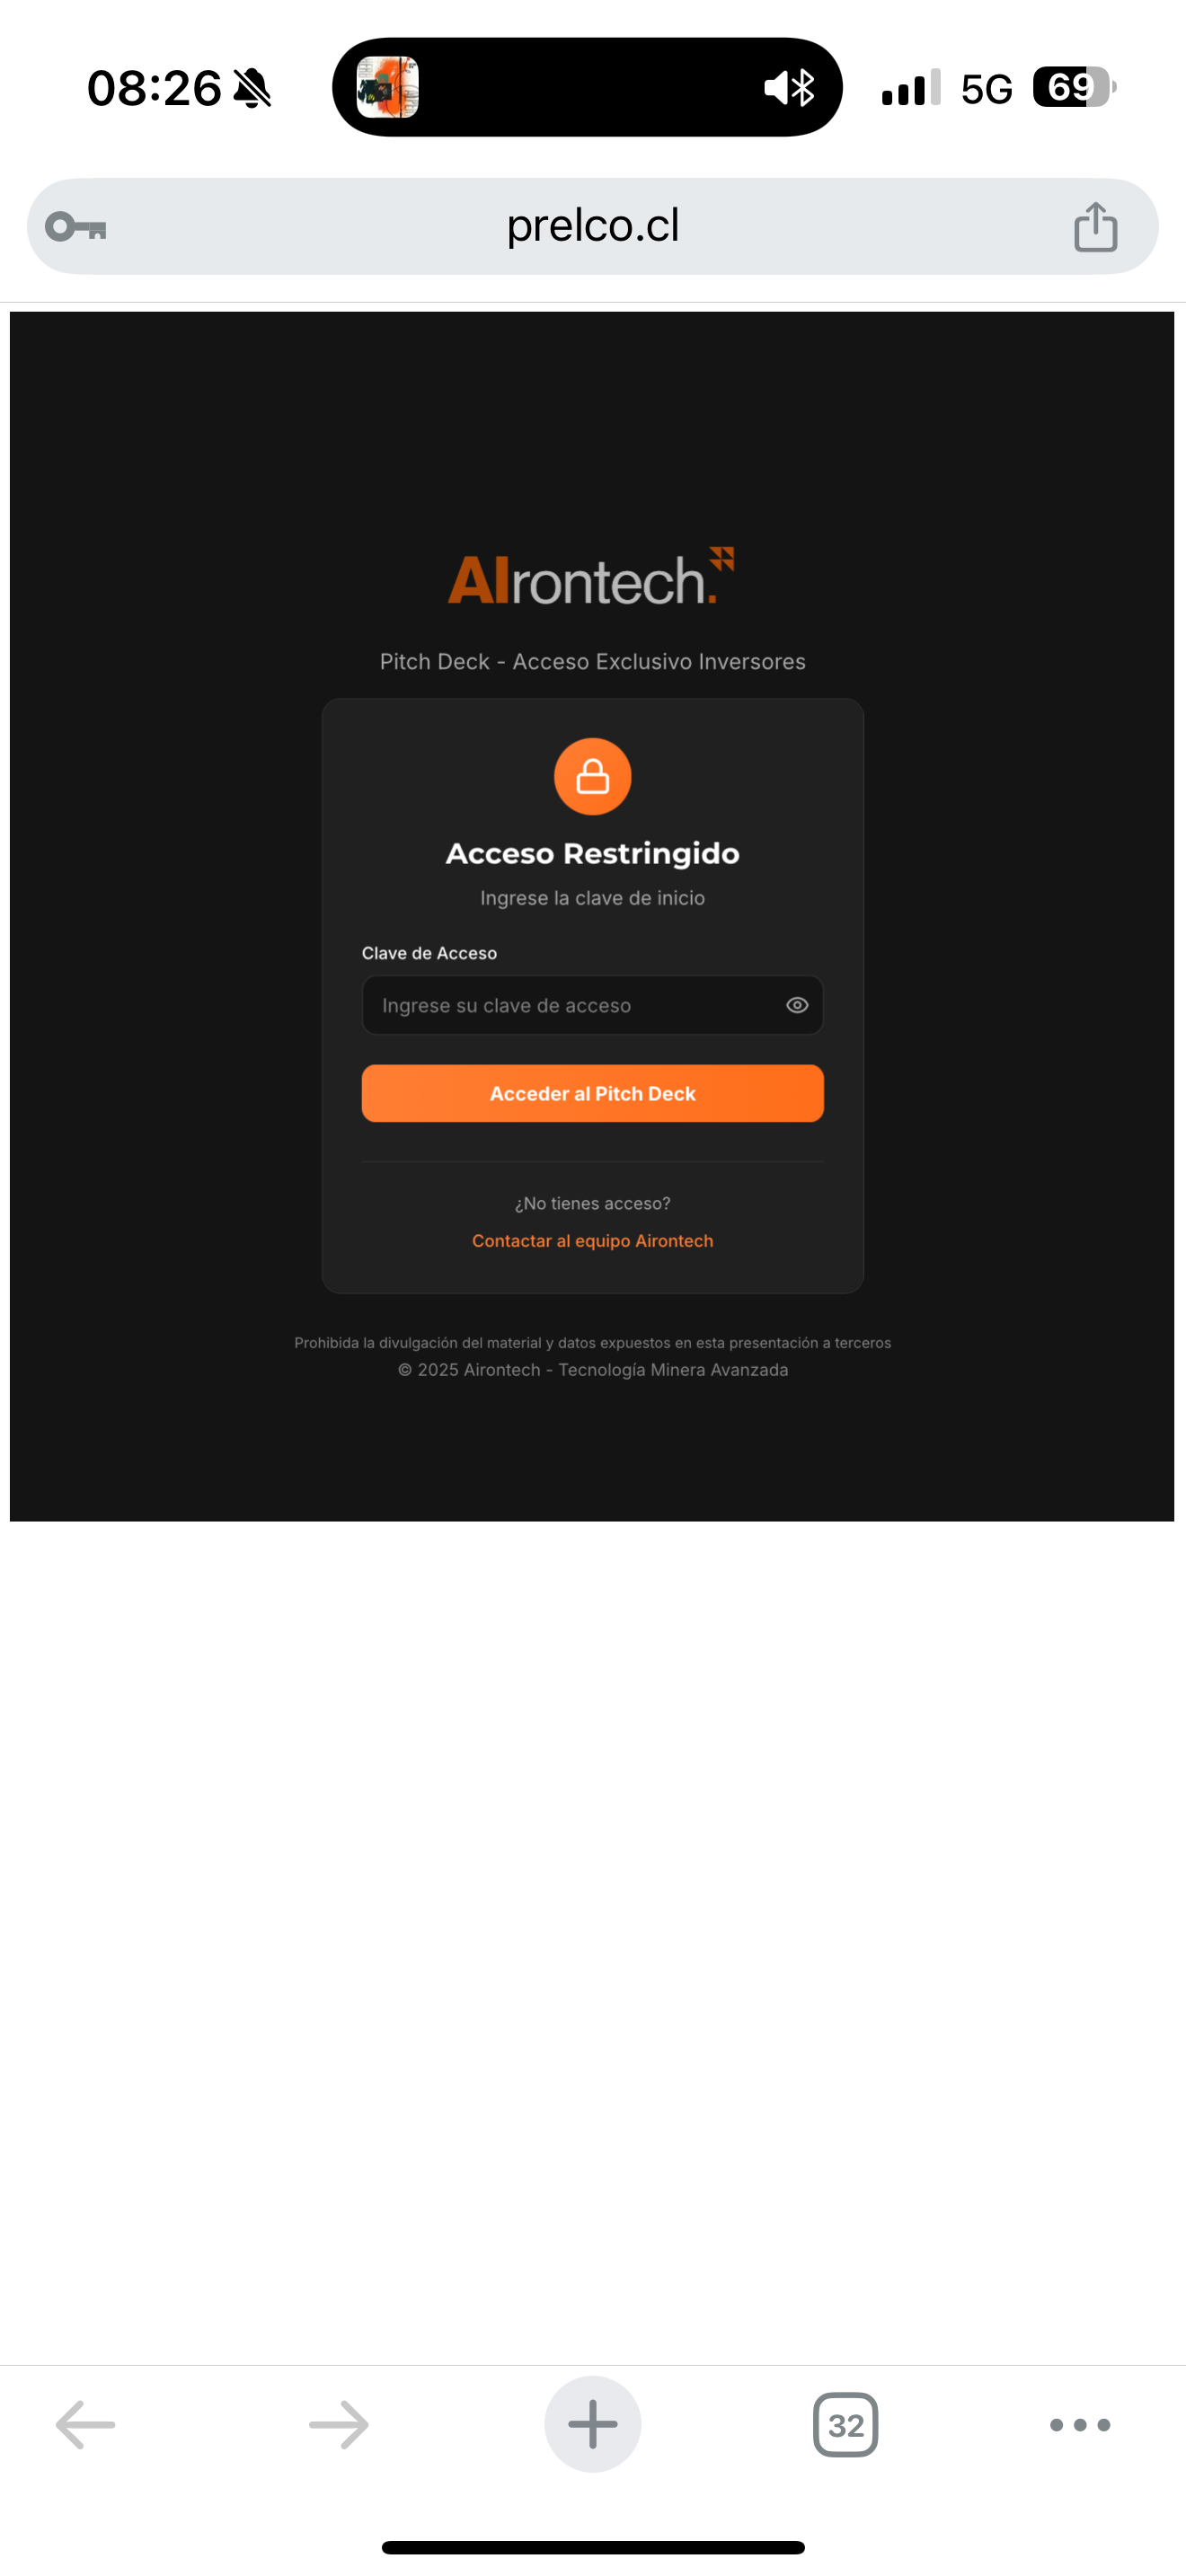 08:26
5G
69
prelco.cl
AIrontech.
Pitch Deck - Acceso Exclusivo Inversores
Acceso Restringido
Ingrese la clave de inicio
Clave de Acceso
Ingrese su clave de acceso
Acceder al Pitch Deck
¿No tienes acceso?
Contactar al equipo Airontech
Prohibida la divulgación del material y datos expuestos en esta presentación a terceros
© 2025 Airontech - Tecnología Minera Avanzada
32